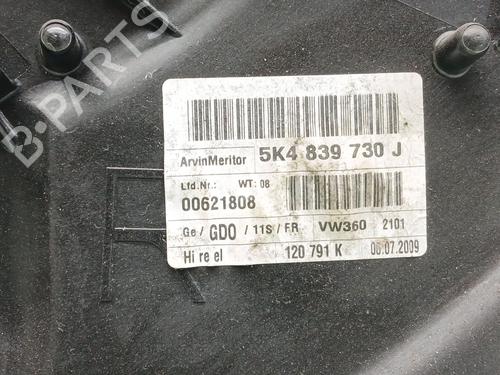 B-PARTS
ArvinMeritor 5K4 839 730 J
Lfd.Nr.: WT: 08
00621808
Ge / GDO / 11S / FR VW360 2101
Hi re el 120 791 K 06.07.2009